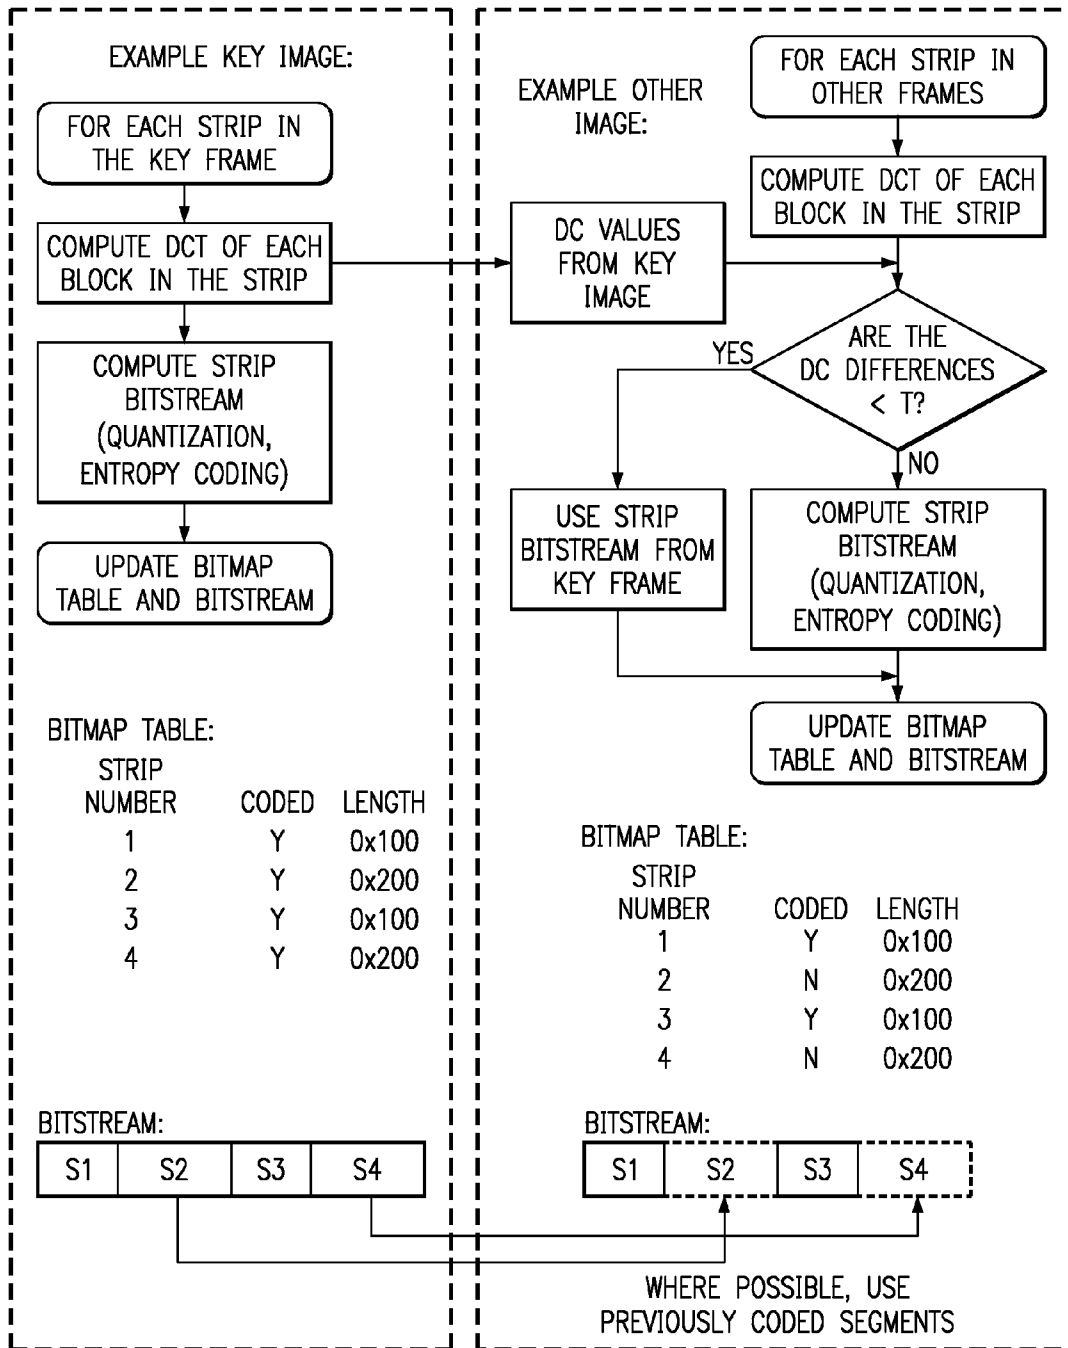 EXAMPLE KEY IMAGE:
FOR EACH STRIP IN
THE KEY FRAME
COMPUTE DCT OF EACH
BLOCK IN THE STRIP
COMPUTE STRIP
BITSTREAM
(QUANTIZATION,
ENTROPY CODING)
UPDATE BITMAP
TABLE AND BITSTREAM
BITMAP TABLE:
STRIP
NUMBER CODED LENGTH
1 Y 0x100
2 Y 0x200
3 Y 0x100
4 Y 0x200
BITSTREAM:
S1 S2 S3 S4
EXAMPLE OTHER
IMAGE:
FOR EACH STRIP IN
OTHER FRAMES
COMPUTE DCT OF EACH
BLOCK IN THE STRIP
DC VALUES
FROM KEY
IMAGE
ARE THE
DC DIFFERENCES
< T?
YES
NO
USE STRIP
BITSTREAM FROM
KEY FRAME
COMPUTE STRIP
BITSTREAM
(QUANTIZATION,
ENTROPY CODING)
UPDATE BITMAP
TABLE AND BITSTREAM
BITMAP TABLE:
STRIP
NUMBER CODED LENGTH
1 Y 0x100
2 N 0x200
3 Y 0x100
4 N 0x200
BITSTREAM:
S1 S2 S3 S4
WHERE POSSIBLE, USE
PREVIOUSLY CODED SEGMENTS